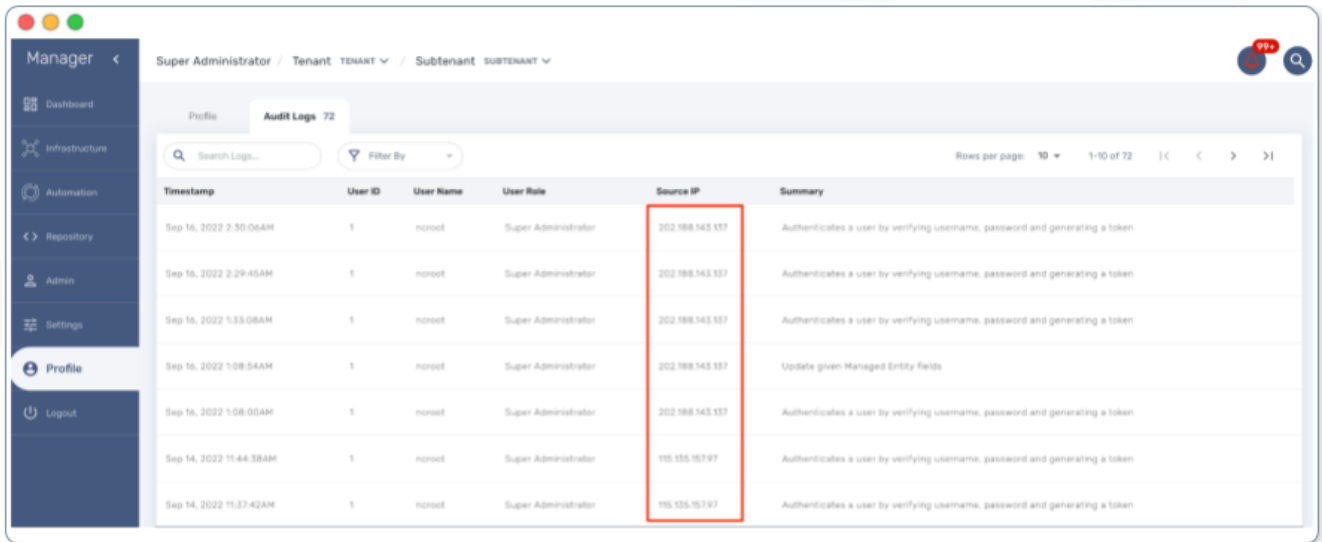 Manager <
Super Administrator / Tenant TENANT / Subtenant SUBTENANT
99+
Dashboard
Infrastructure
Automation
Repository
Admin
Settings
Profile
Logout
Profile Audit Logs 72
Search Logs... Filter By Rows per page: 10 1-10 of 72 |< < > >|
Timestamp User ID User Name User Role Source IP Summary
Sep 16, 2022 2:30:06AM 1 ncroot Super Administrator 202.188.143.137 Authenticates a user by verifying username, password and generating a token
Sep 16, 2022 2:29:45AM 1 ncroot Super Administrator 202.188.143.137 Authenticates a user by verifying username, password and generating a token
Sep 16, 2022 1:33:08AM 1 ncroot Super Administrator 202.188.143.137 Authenticates a user by verifying username, password and generating a token
Sep 16, 2022 1:08:54AM 1 ncroot Super Administrator 202.188.143.137 Update given Managed Entity fields
Sep 16, 2022 1:08:00AM 1 ncroot Super Administrator 202.188.143.137 Authenticates a user by verifying username, password and generating a token
Sep 14, 2022 11:44:38AM 1 ncroot Super Administrator 115.135.157.97 Authenticates a user by verifying username, password and generating a token
Sep 14, 2022 11:37:42AM 1 ncroot Super Administrator 115.135.157.97 Authenticates a user by verifying username, password and generating a token